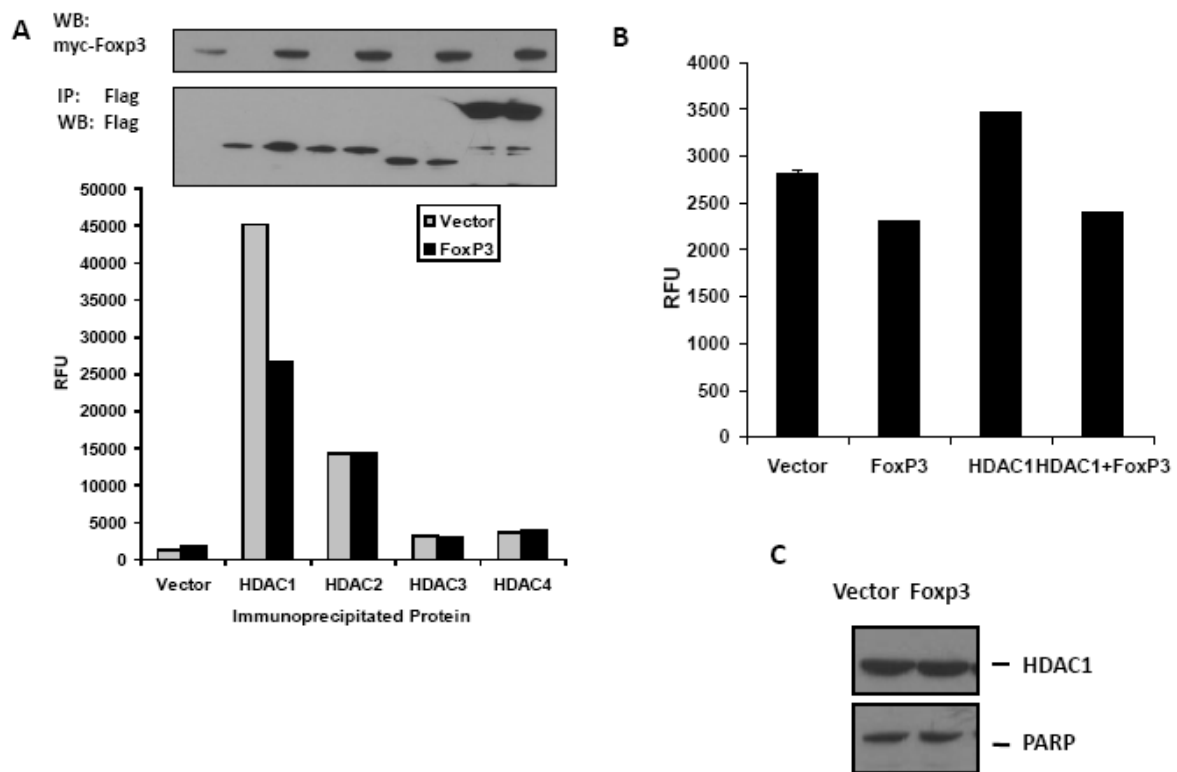 A
WB:
myc-Foxp3
IP: Flag
WB: Flag
50000
45000
40000
35000
30000
25000
20000
15000
10000
5000
0
RFU
Vector
FoxP3
Vector HDAC1 HDAC2 HDAC3 HDAC4
Immunoprecipitated Protein
B
4000
3500
3000
2500
2000
1500
1000
500
0
RFU
Vector FoxP3 HDAC1 HDAC1+FoxP3
C
Vector Foxp3
HDAC1
PARP